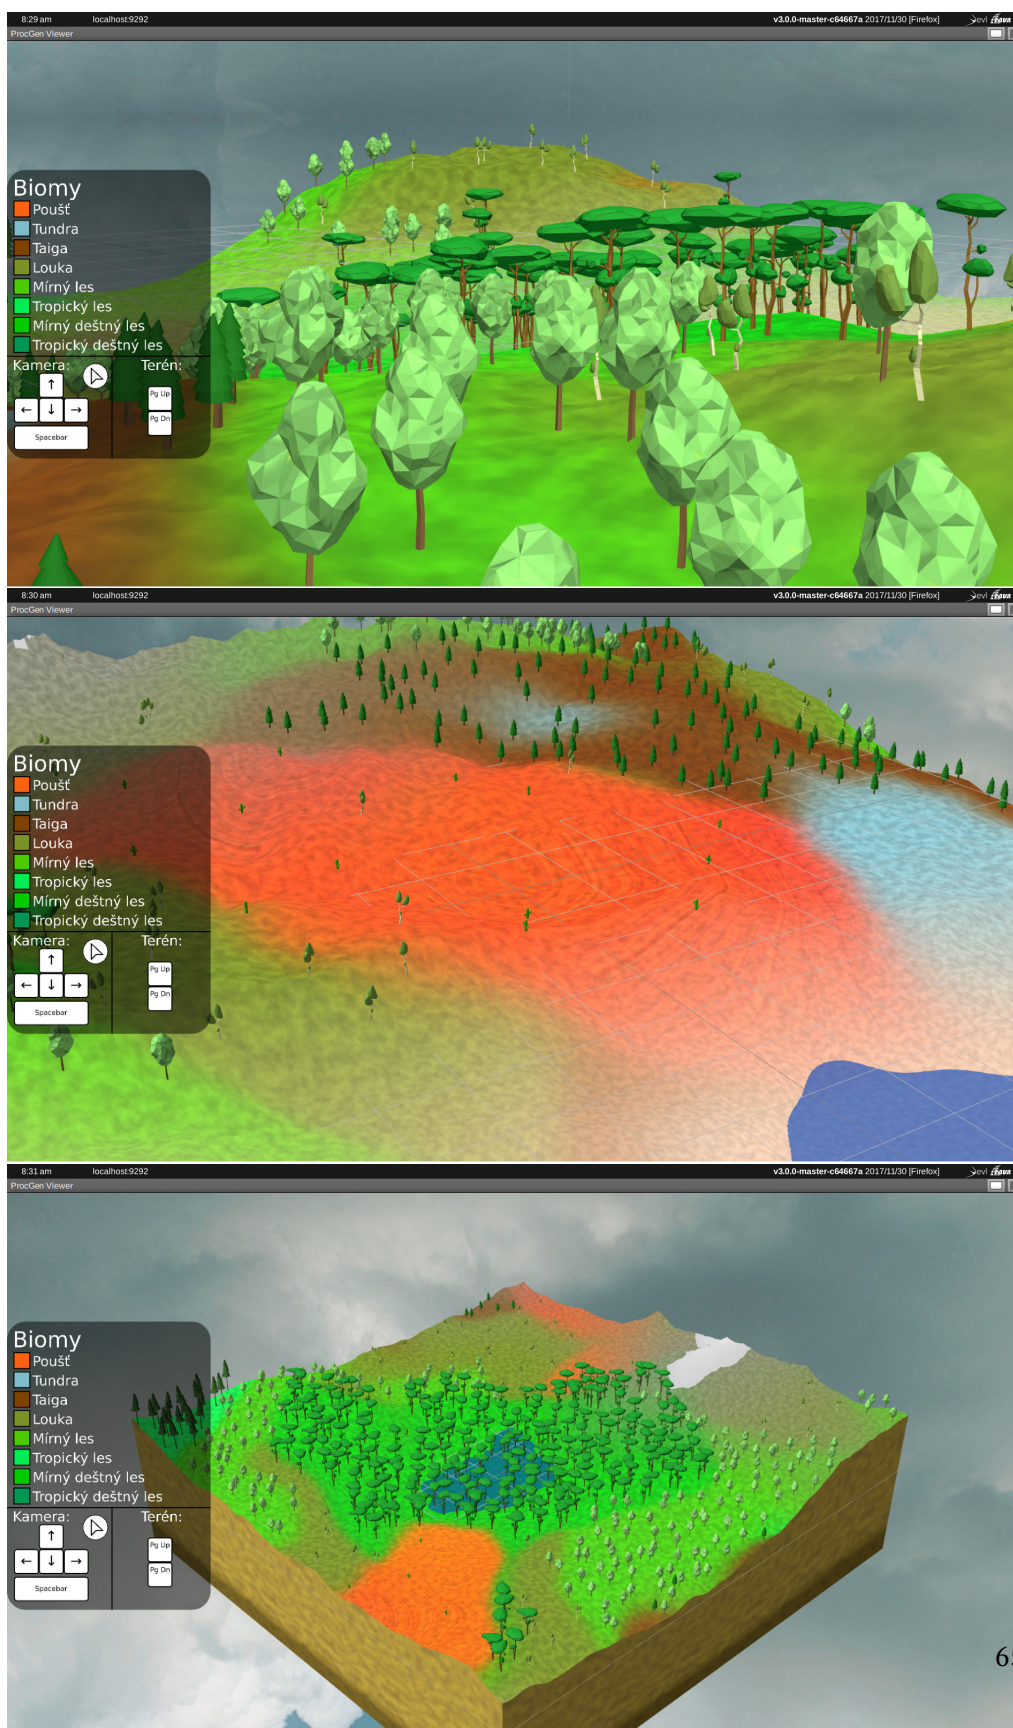 8:29 am localhost:9292 v3.0.0-master-c64667a 2017/11/30 [Firefox] evl
ProcGen Viewer
Biomy
Poušť
Tundra
Taiga
Louka
Mírný les
Tropický les
Mírný deštný les
Tropický deštný les
Kamera: Terén:
↑ Pg Up
← ↓ → Pg Dn
Spacebar
8:30 am localhost:9292 v3.0.0-master-c64667a 2017/11/30 [Firefox] evl
ProcGen Viewer
Biomy
Poušť
Tundra
Taiga
Louka
Mírný les
Tropický les
Mírný deštný les
Tropický deštný les
Kamera: Terén:
↑ Pg Up
← ↓ → Pg Dn
Spacebar
8:31 am localhost:9292 v3.0.0-master-c64667a 2017/11/30 [Firefox] evl
ProcGen Viewer
Biomy
Poušť
Tundra
Taiga
Louka
Mírný les
Tropický les
Mírný deštný les
Tropický deštný les
Kamera: Terén:
↑ Pg Up
← ↓ → Pg Dn
Spacebar